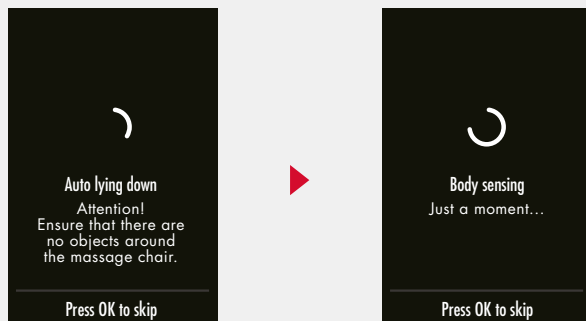 Auto lying down
Attention!
Ensure that there are
no objects around
the massage chair.
Press OK to skip
Body sensing
Just a moment...
Press OK to skip